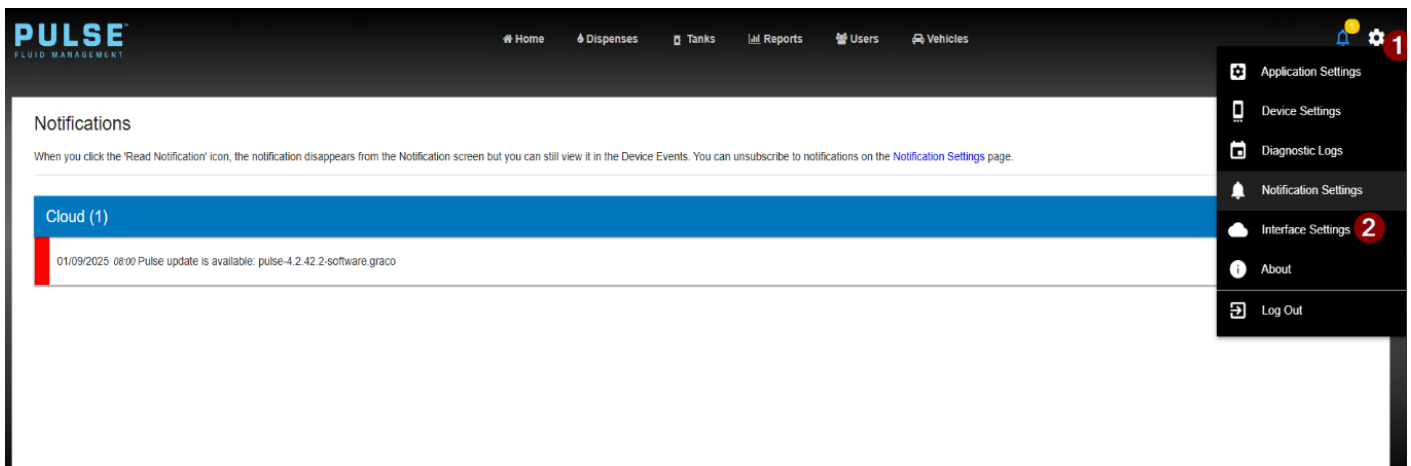 PULSE
FLUID MANAGEMENT
Home Dispenses Tanks Reports Users Vehicles
1
1
Application Settings
Device Settings
Diagnostic Logs
Notification Settings
Interface Settings 2
About
Log Out
Notifications
When you click the 'Read Notification' icon, the notification disappears from the Notification screen but you can still view it in the Device Events. You can unsubscribe to notifications on the Notification Settings page.
Cloud (1)
01/09/2025 08:00 Pulse update is available: pulse-4.2.42.2-software.graco